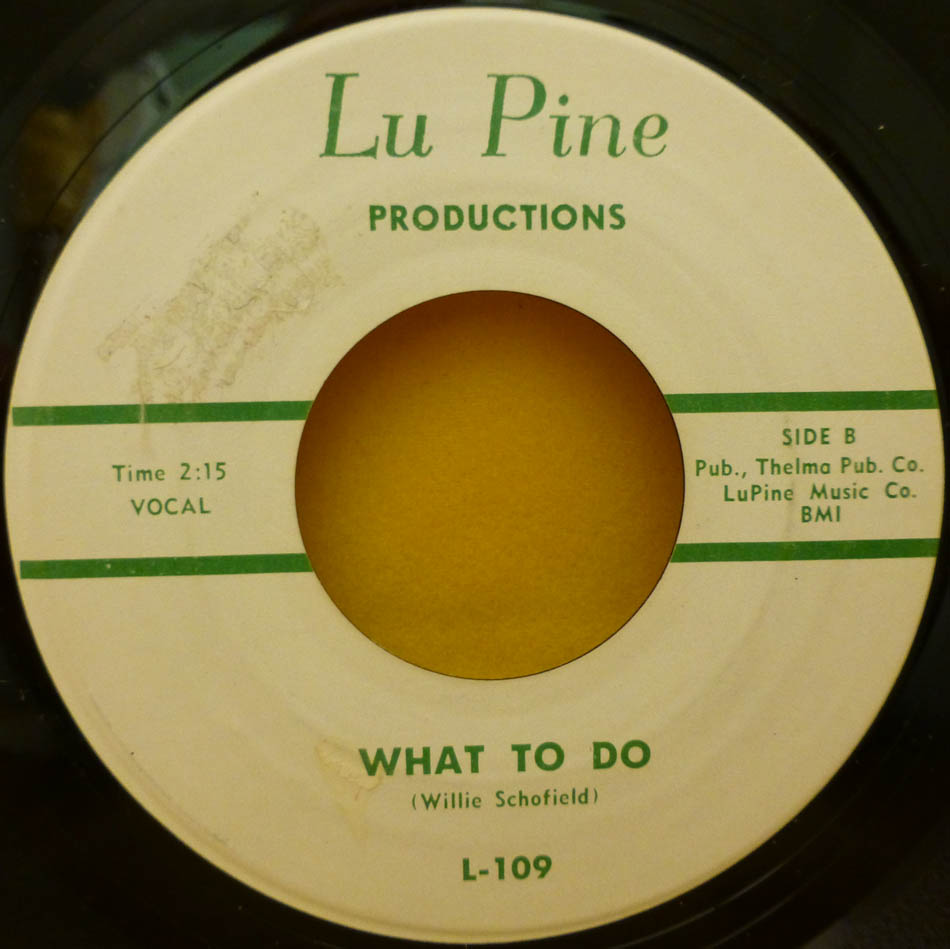 Lu Pine
PRODUCTIONS
Time 2:15
VOCAL
SIDE B
Pub., Thelma Pub. Co.
LuPine Music Co.
BMI
WHAT TO DO
(Willie Schofield)
L-109